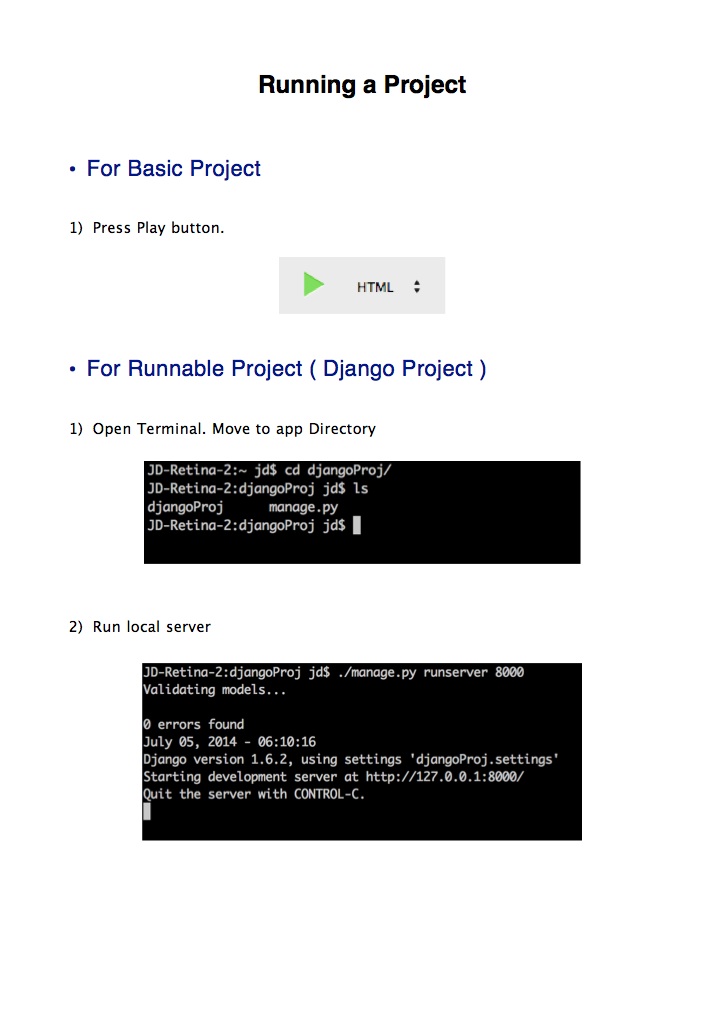 Running a Project
• For Basic Project
1) Press Play button.
HTML
• For Runnable Project ( Django Project )
1) Open Terminal. Move to app Directory
JD-Retina-2:~ jd$ cd djangoProj/
JD-Retina-2:djangoProj jd$ ls
djangoProj manage.py
JD-Retina-2:djangoProj jd$
2) Run local server
JD-Retina-2:djangoProj jd$ ./manage.py runserver 8000
Validating models...
0 errors found
July 05, 2014 - 06:10:16
Django version 1.6.2, using settings 'djangoProj.settings'
Starting development server at http://127.0.0.1:8000/
Quit the server with CONTROL-C.